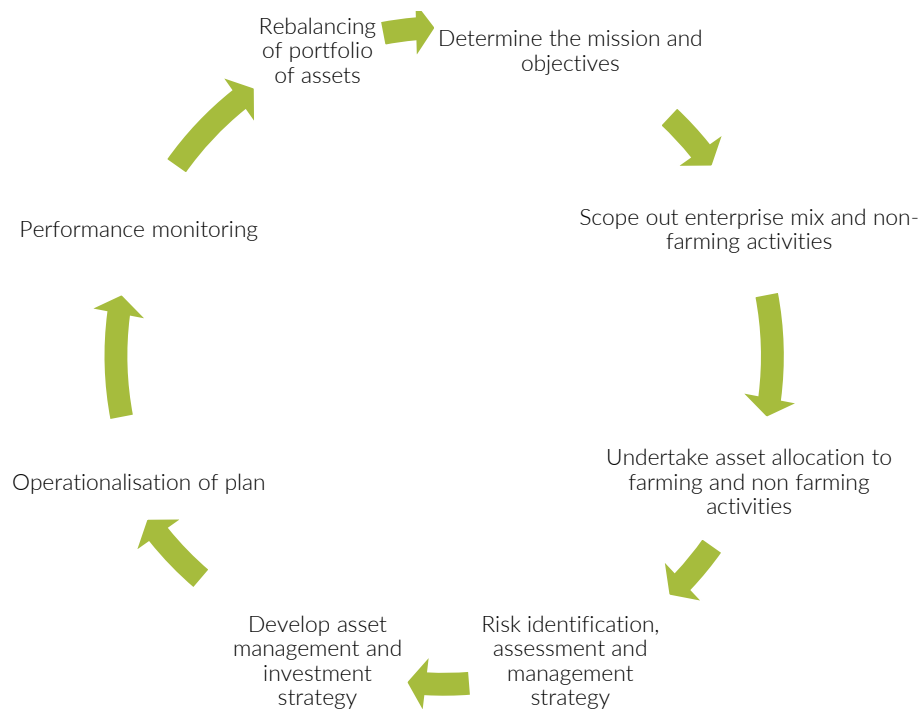 Rebalancing
of portfolio
of assets
Determine the mission and
objectives
Scope out enterprise mix and non-
farming activities
Undertake asset allocation to
farming and non farming
activities
Risk identification,
assessment and
management
strategy
Develop asset
management and
investment
strategy
Operationalisation of plan
Performance monitoring